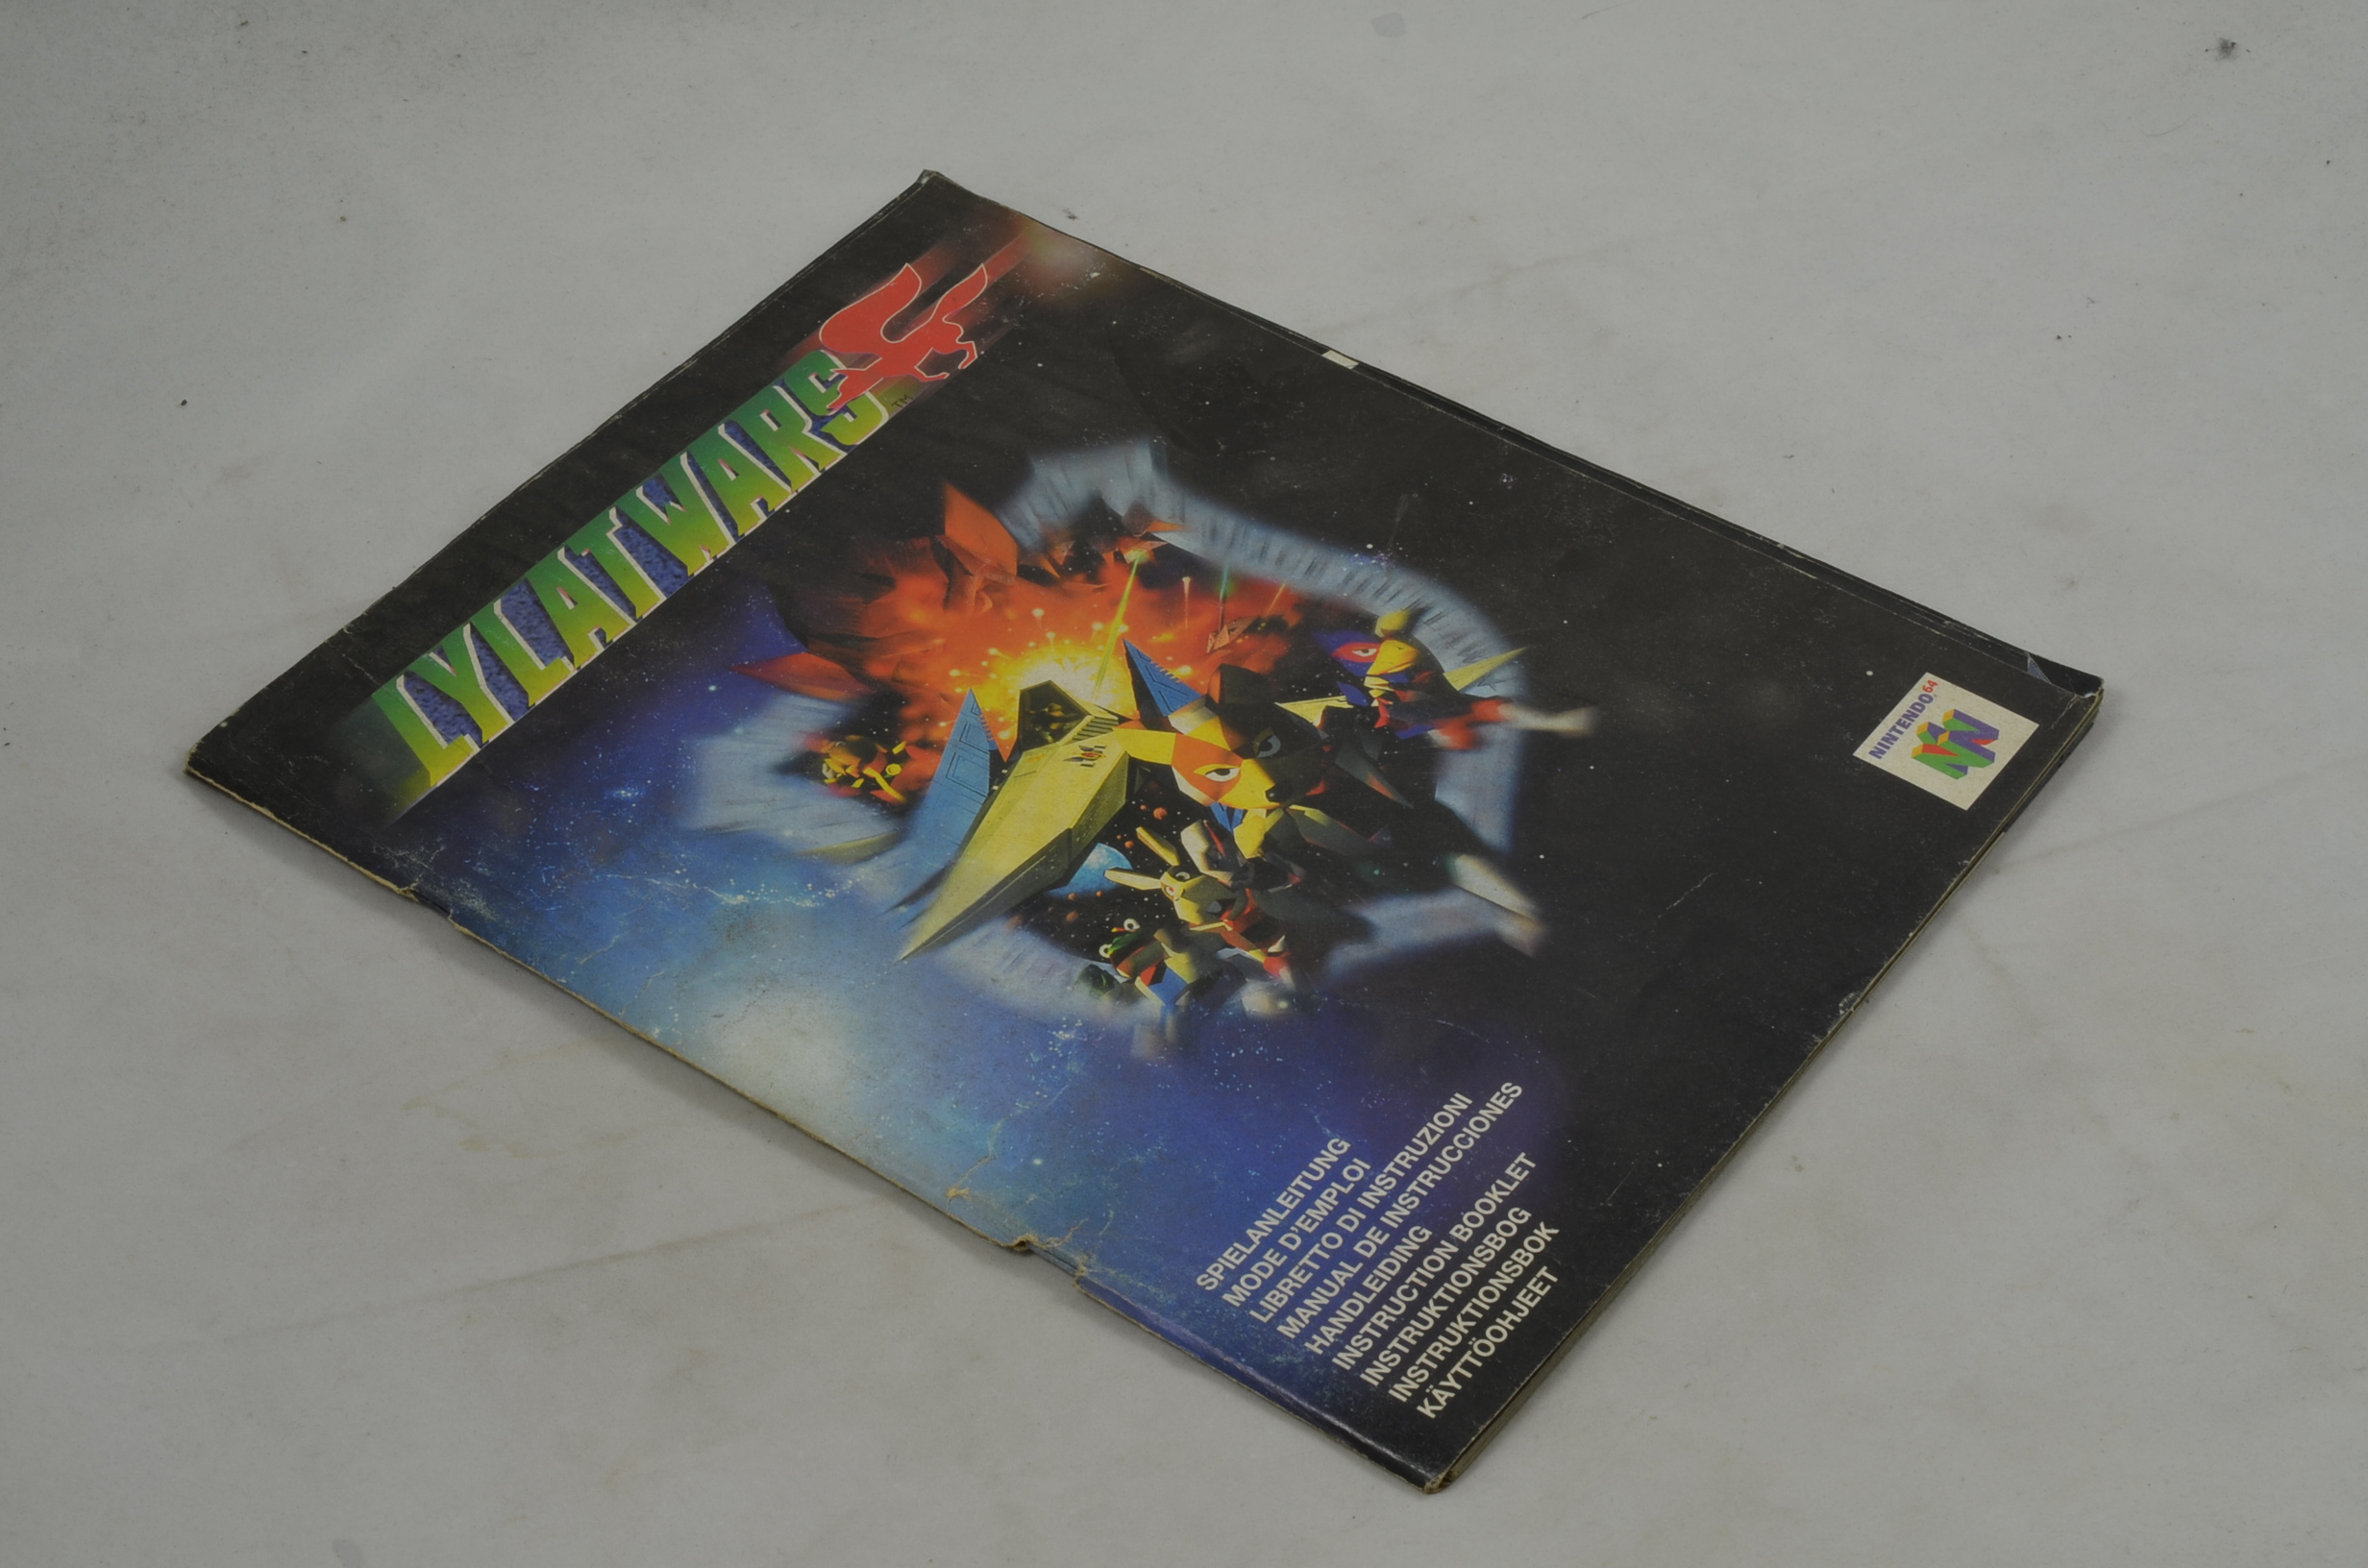 LYLATWARS
TM
SPIELANLEITUNG
MODE D'EMPLOI
LIBRETTO DI INSTRUZIONI
MANUAL DE INSTRUCCIONES
HANDLEIDING
INSTRUCTION BOOKLET
INSTRUKTIONSBOG
INSTRUKTIONSBOK
KÄYTTÖOHJEET
NINTENDO64